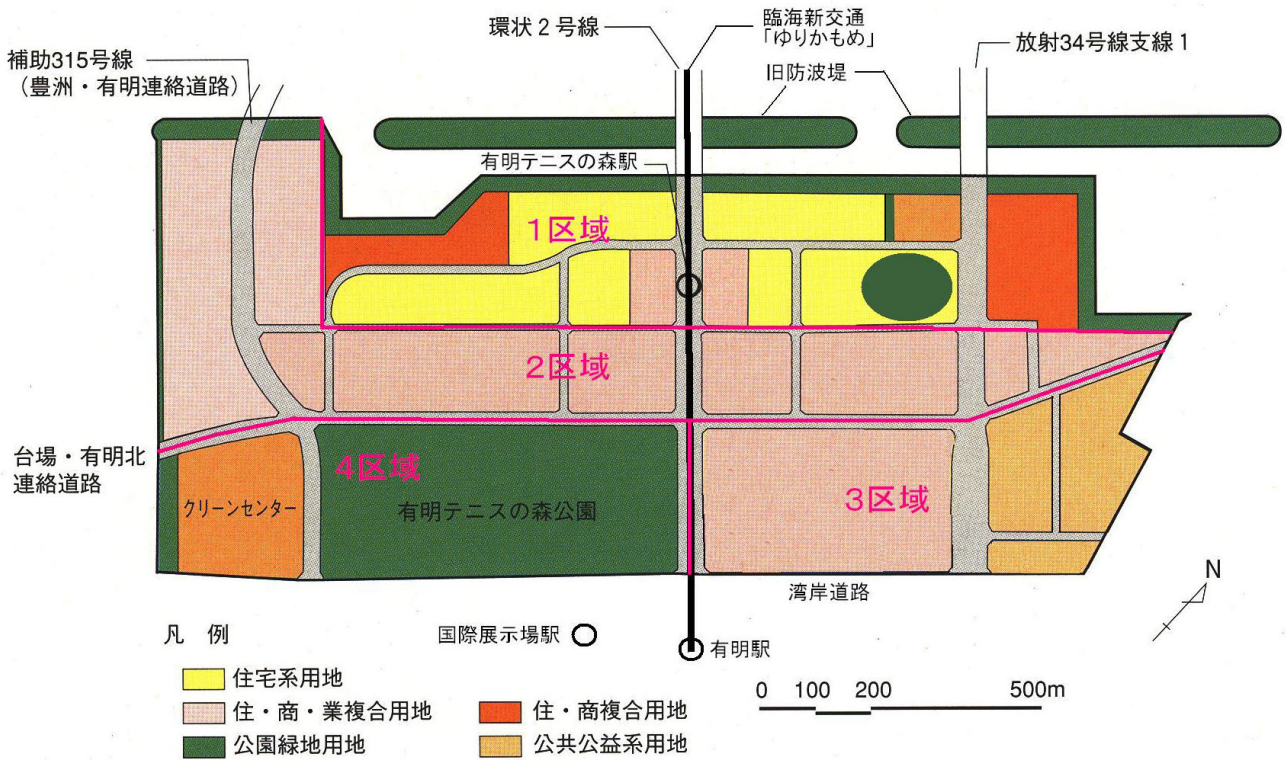 環状2号線
臨海新交通
「ゆりかもめ」
放射34号線支線1
補助315号線
(豊洲・有明連絡道路)
旧防波堤
有明テニスの森駅
1区域
2区域
台場・有明北
連絡道路
4区域
クリーンセンター
有明テニスの森公園
3区域
湾岸道路
N
凡 例
国際展示場駅
有明駅
住宅系用地
住・商・業複合用地
住・商複合用地
公園緑地用地
公共公益系用地
0 100 200 500m